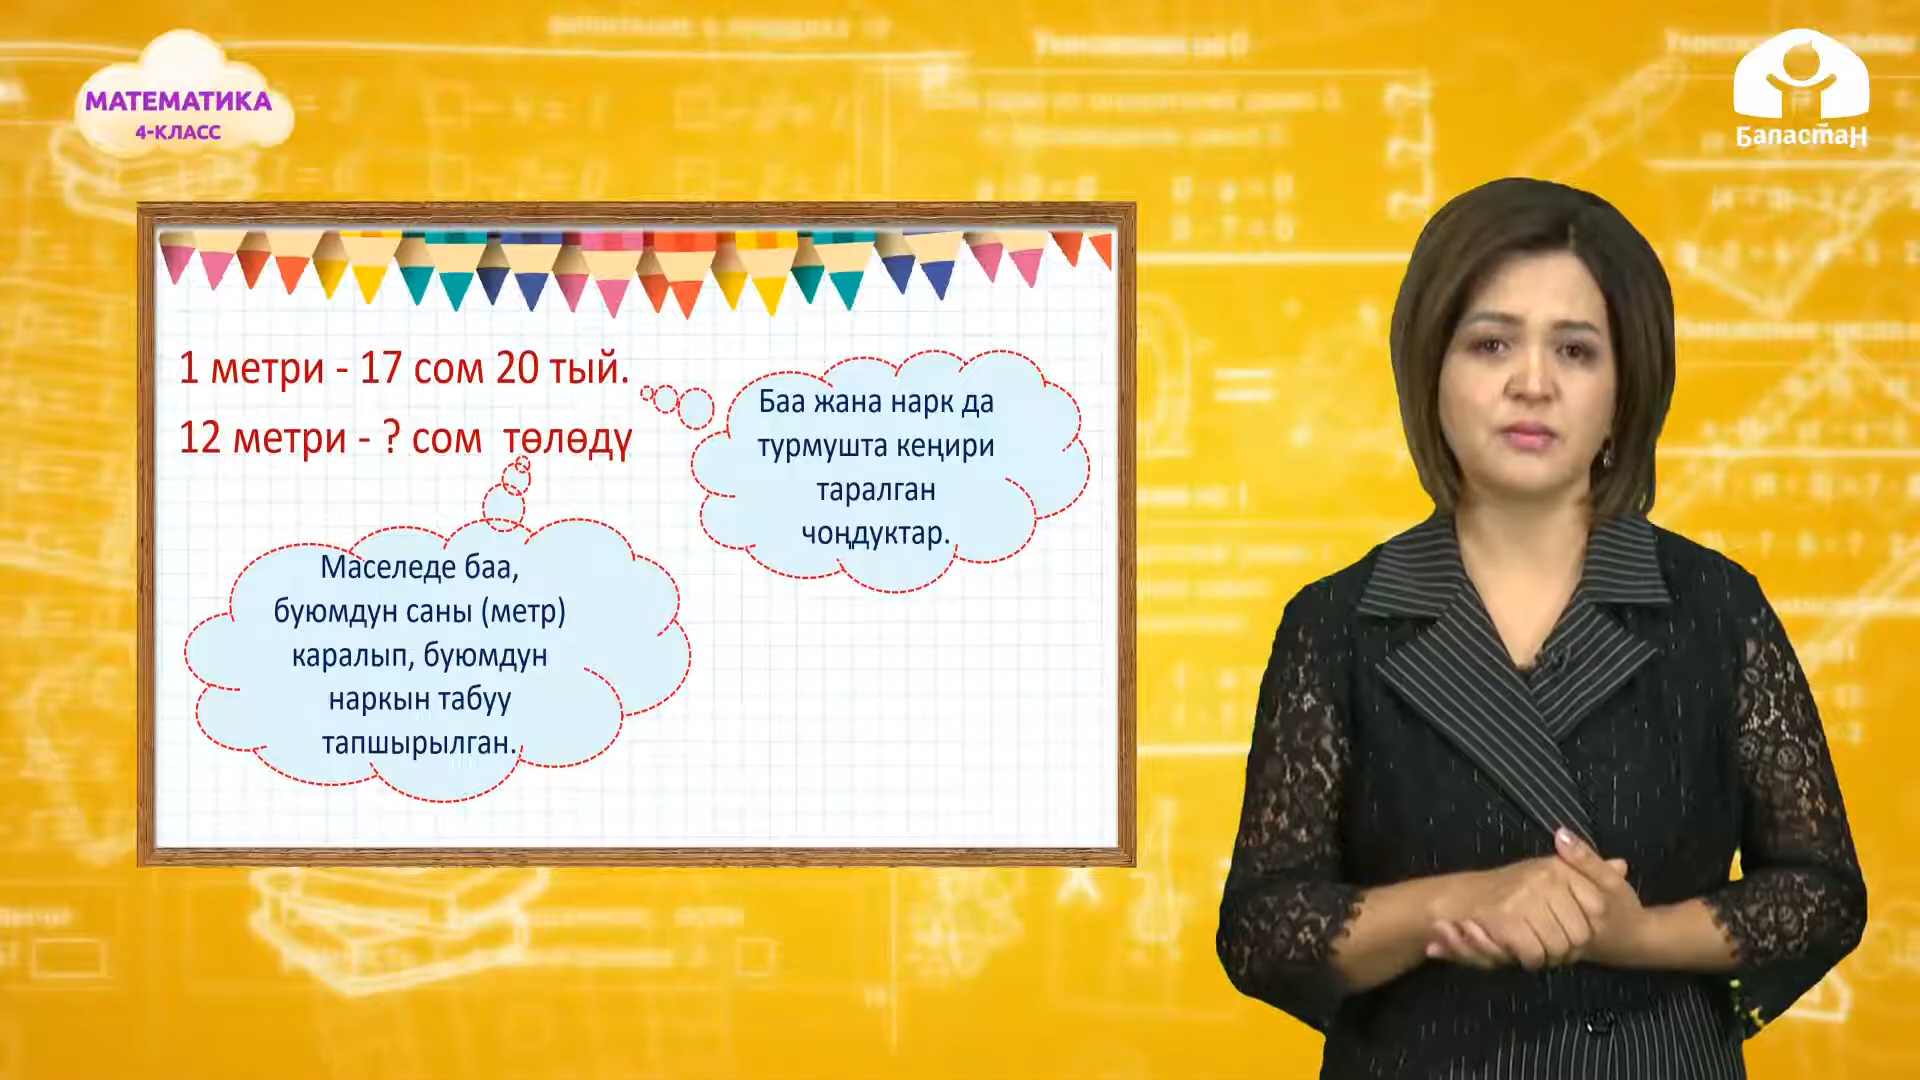 МАТЕМАТИКА
4-КЛАСС
Баластан
1 метри - 17 сом 20 тый.
12 метри - ? сом төлөдү
Баа жана нарк да
турмушта кеңири
таралган
чоңдуктар.
Маселеде баа,
буюмдун саны (метр)
каралып, буюмдун
наркын табуу
тапшырылган.